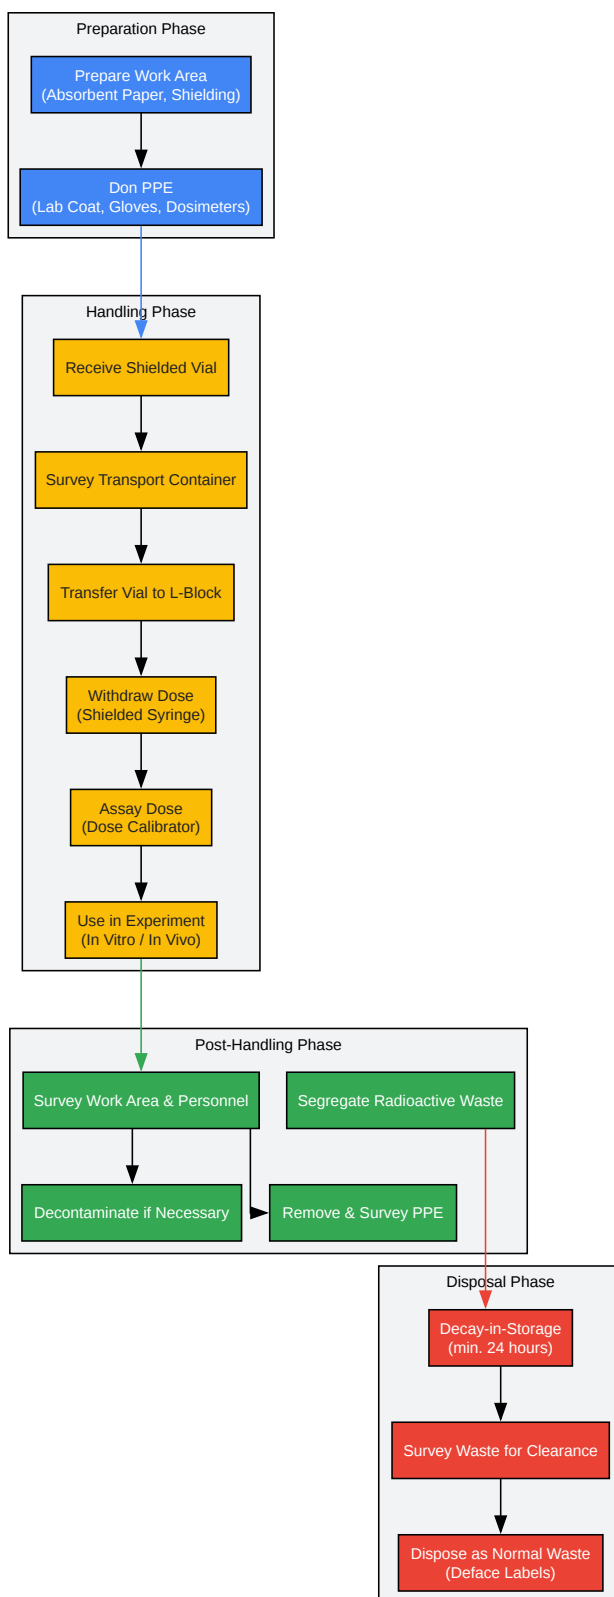 Preparation Phase
Prepare Work Area
(Absorbent Paper, Shielding)
Don PPE
(Lab Coat, Gloves, Dosimeters)
Handling Phase
Receive Shielded Vial
Survey Transport Container
Transfer Vial to L-Block
Withdraw Dose
(Shielded Syringe)
Assay Dose
(Dose Calibrator)
Use in Experiment
(In Vitro / In Vivo)
Post-Handling Phase
Survey Work Area & Personnel
Segregate Radioactive Waste
Decontaminate if Necessary
Remove & Survey PPE
Disposal Phase
Decay-in-Storage
(min. 24 hours)
Survey Waste for Clearance
Dispose as Normal Waste
(Deface Labels)